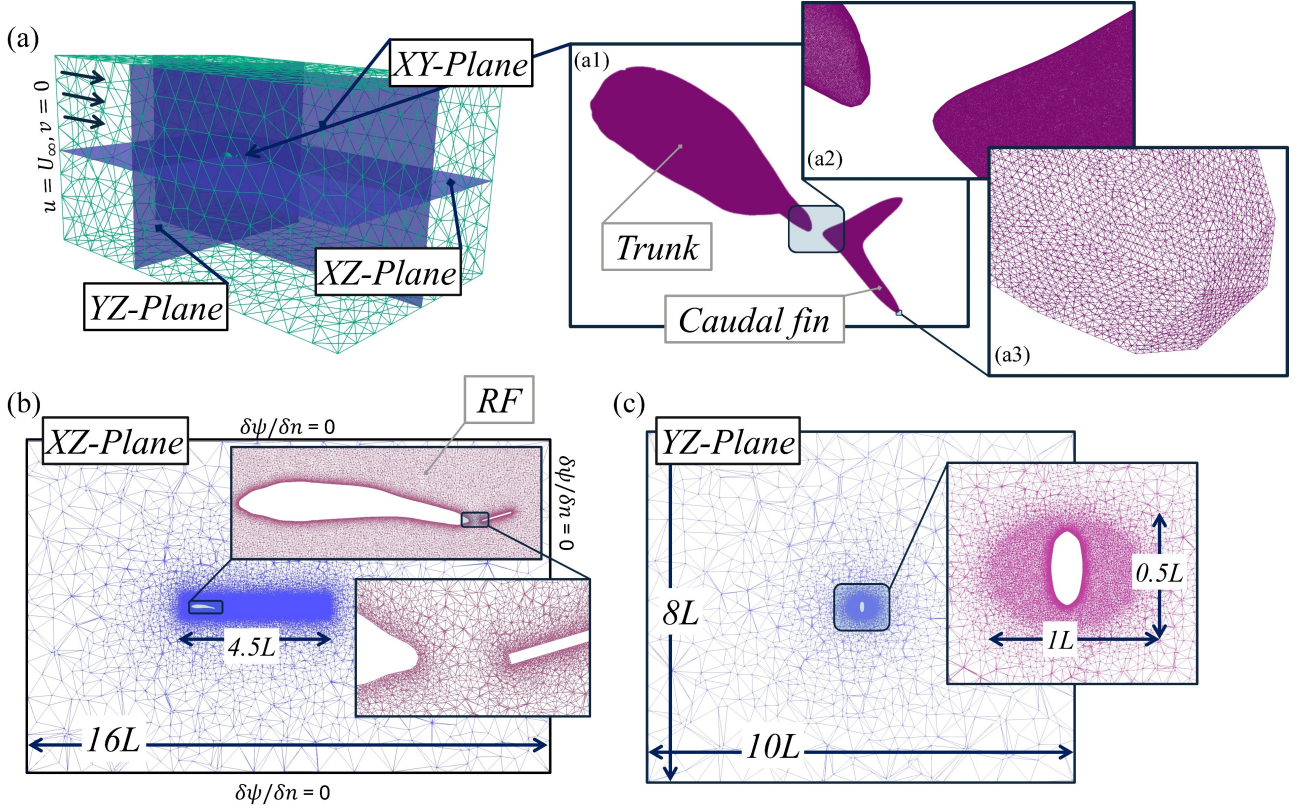 (a)
XY-Plane
u = U∞, v = 0
XZ-Plane
YZ-Plane
(a1)
Trunk
Caudal fin
(a2)
(a3)
(b)
XZ-Plane
δψ/δn = 0
RF
δψ/δn = 0
4.5L
16L
δψ/δn = 0
(c)
YZ-Plane
8L
0.5L
1L
10L